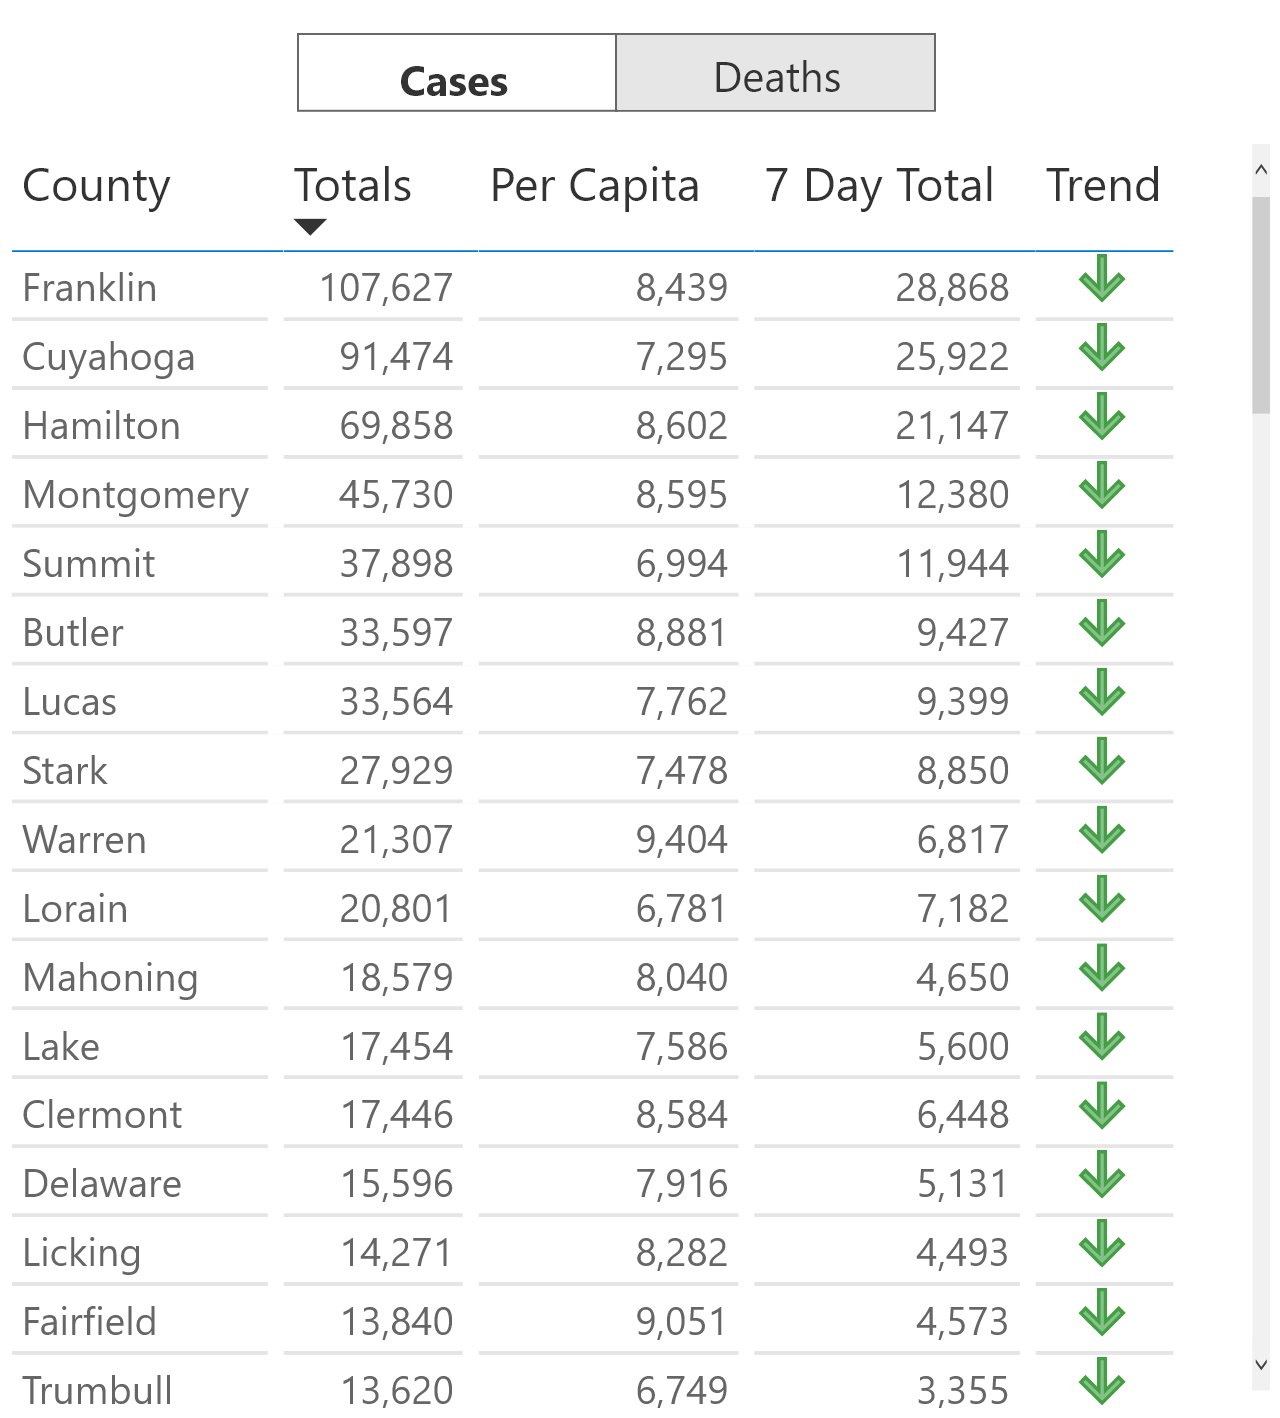 Cases Deaths
County Totals Per Capita 7 Day Total Trend
Franklin 107,627 8,439 28,868
Cuyahoga 91,474 7,295 25,922
Hamilton 69,858 8,602 21,147
Montgomery 45,730 8,595 12,380
Summit 37,898 6,994 11,944
Butler 33,597 8,881 9,427
Lucas 33,564 7,762 9,399
Stark 27,929 7,478 8,850
Warren 21,307 9,404 6,817
Lorain 20,801 6,781 7,182
Mahoning 18,579 8,040 4,650
Lake 17,454 7,586 5,600
Clermont 17,446 8,584 6,448
Delaware 15,596 7,916 5,131
Licking 14,271 8,282 4,493
Fairfield 13,840 9,051 4,573
Trumbull 13,620 6,749 3,355